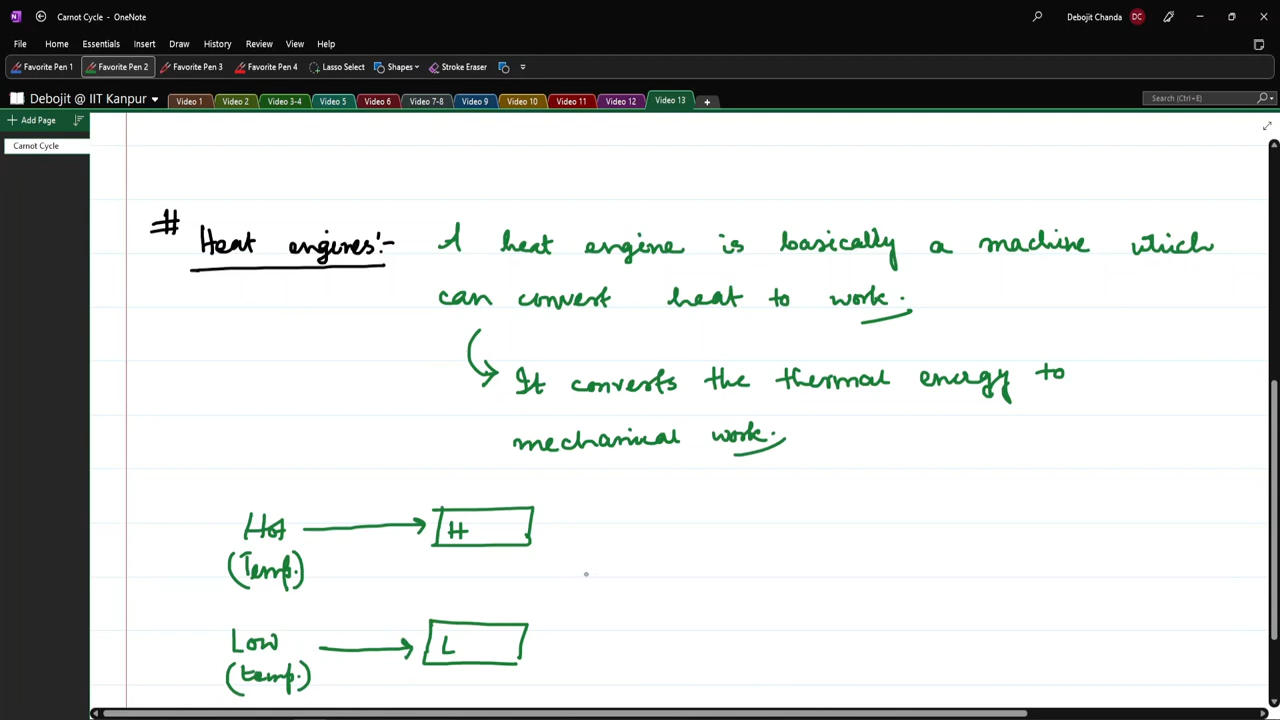 Carnot Cycle - OneNote
Debojit Chanda DC
File Home Essentials Insert Draw History Review View Help
Favorite Pen 1 Favorite Pen 2 Favorite Pen 3 Favorite Pen 4 Lasso Select Shapes Stroke Eraser
Debojit @ IIT Kanpur Video 1 Video 2 Video 3-4 Video 5 Video 6 Video 7-8 Video 9 Video 10 Video 11 Video 12 Video 13 + Search (Ctrl+E)
+ Add Page
Carnot Cycle
# Heat engines:- A heat engine is basically a machine which
can convert heat to work.
It converts the thermal energy to
mechanical work.
Hot H
(Temp.)
Low L
(temp.)